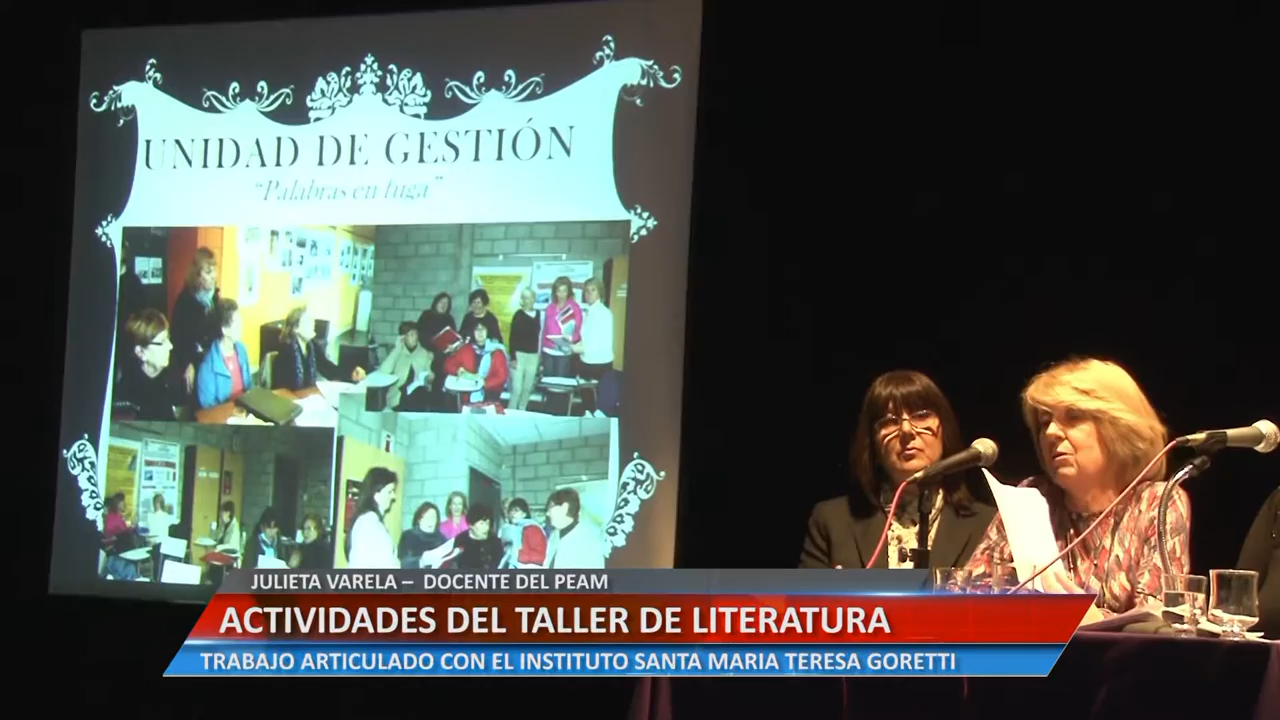 UNIDAD DE GESTIÓN
"Palabras en fuga"
JULIETA VARELA – DOCENTE DEL PEAM
ACTIVIDADES DEL TALLER DE LITERATURA
TRABAJO ARTICULADO CON EL INSTITUTO SANTA MARIA TERESA GORETTI